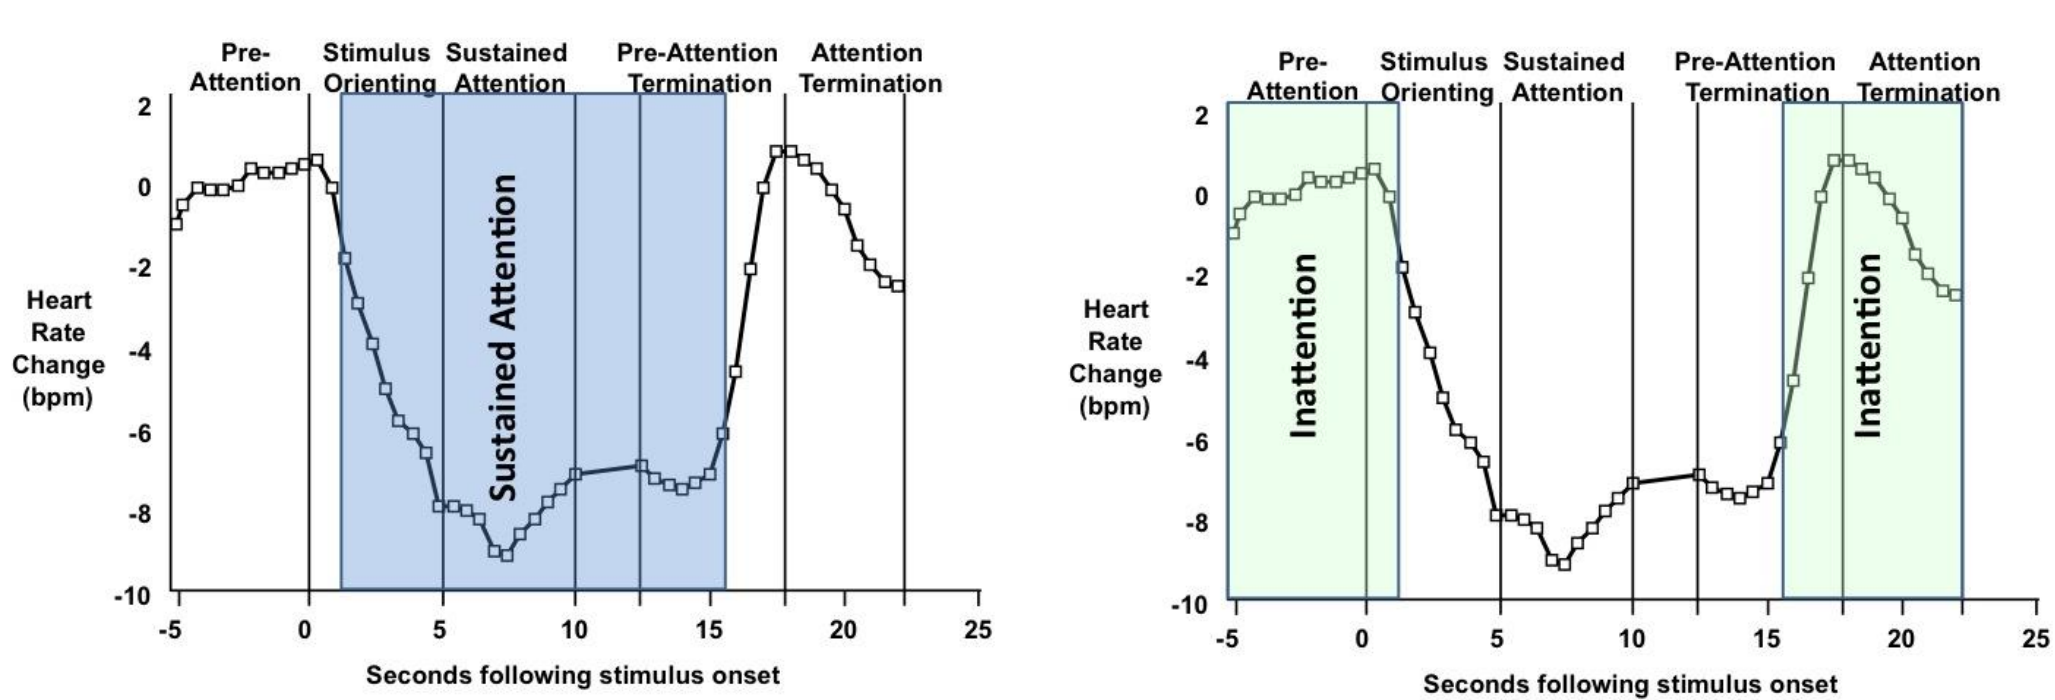 Pre-
Attention
Stimulus
Orienting
Sustained
Attention
Pre-Attention
Termination
Attention
Termination
2
0
-2
-4
-6
-8
-10
Heart
Rate
Change
(bpm)
Sustained Attention
-5 0 5 10 15 20 25
Seconds following stimulus onset
Pre-
Attention
Stimulus
Orienting
Sustained
Attention
Pre-Attention
Termination
Attention
Termination
2
0
-2
-4
-6
-8
-10
Heart
Rate
Change
(bpm)
Inattention
Inattention
-5 0 5 10 15 20 25
Seconds following stimulus onset